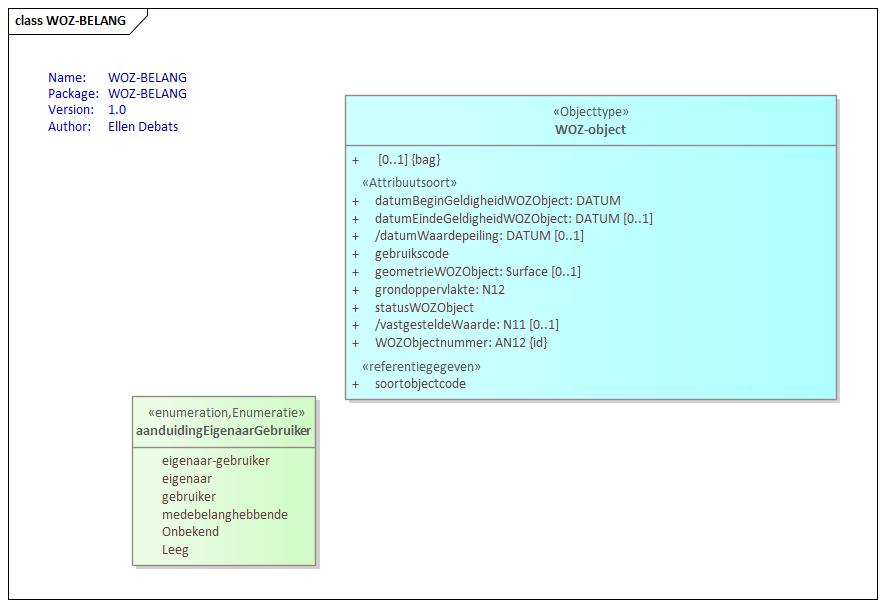 class WOZ-BELANG
Name: WOZ-BELANG
Package: WOZ-BELANG
Version: 1.0
Author: Ellen Debats
«Objecttype»
WOZ-object
+ [0..1] {bag}
«Attribuutsoort»
+ datumBeginGeldigheidWOZObject: DATUM
+ datumEindeGeldigheidWOZObject: DATUM [0..1]
+ /datumWaardepeiling: DATUM [0..1]
+ gebruikscode
+ geometrieWOZObject: Surface [0..1]
+ grondoppervlakte: N12
+ statusWOZObject
+ /vastgesteldeWaarde: N11 [0..1]
+ WOZObjectnummer: AN12 {id}
«referentiegegeven»
+ soortobjectcode
«enumeration,Enumeratie»
aanduidingEigenaarGebruiker
eigenaar-gebruiker
eigenaar
gebruiker
medebelanghebbende
Onbekend
Leeg